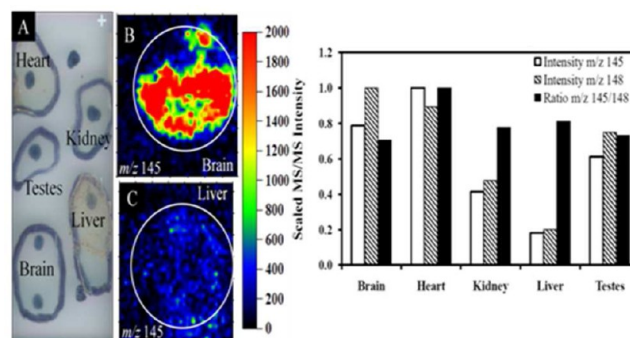 A
Heart
Kidney
Testes
Liver
Brain
B
m/z 145
Brain
C
Liver
m/z 145
2000
1800
1600
1400
1200
1000
800
600
400
200
0
Scaled MS/MS Intensity
Intensity m/z 145
Intensity m/z 148
Ratio m/z 145/148
1.2
1.0
0.8
0.6
0.4
0.2
0.0
Brain
Heart
Kidney
Liver
Testes